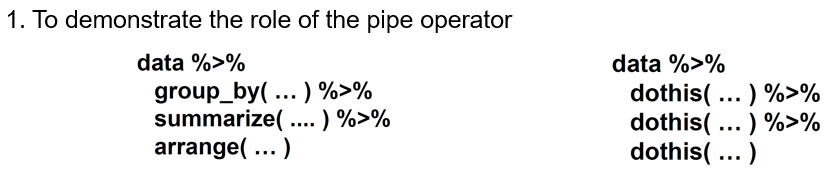 1. To demonstrate the role of the pipe operator
data %>%
group_by( ... ) %>%
summarize( .... ) %>%
arrange( ... )
data %>%
dothis( ... ) %>%
dothis( ... ) %>%
dothis( ... )